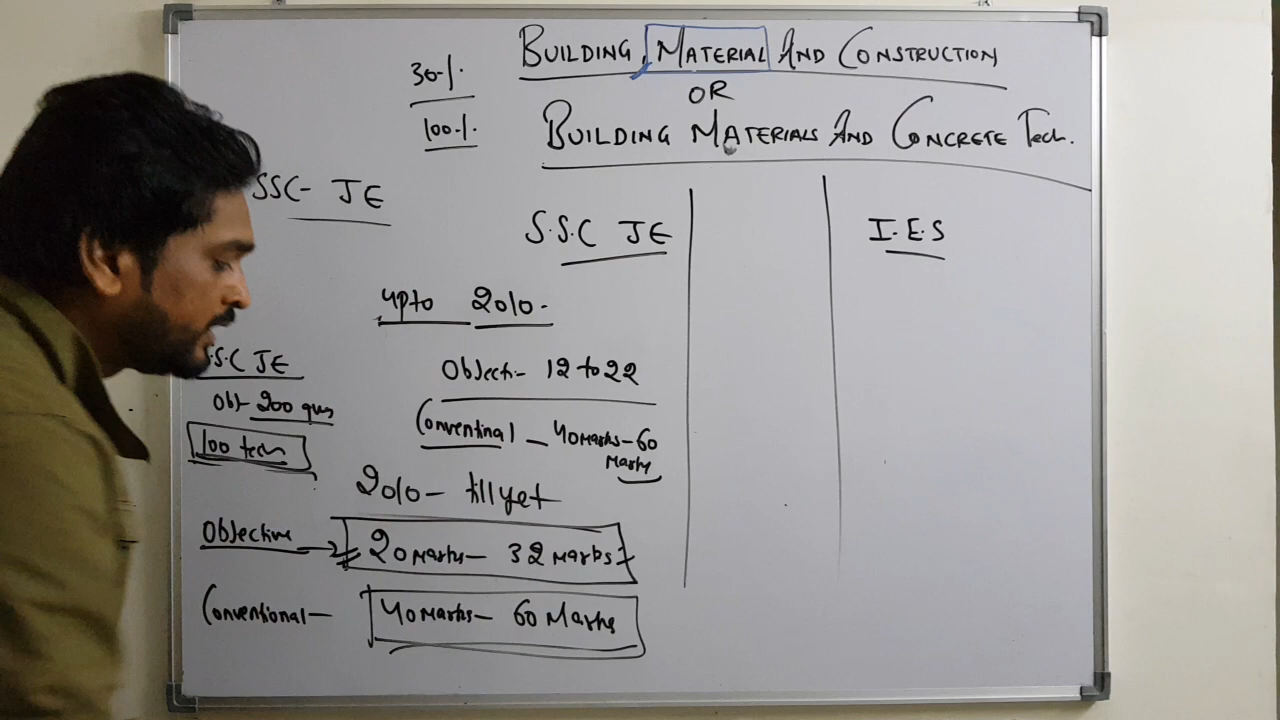 BUILDING, MATERIAL AND CONSTRUCTION
OR
BUILDING MATERIALS AND CONCRETE Tech.
30%
100%
SSC- JE
S.S.C JE
I.E.S
upto 2010-
Object:- 12 to 22
Conventinal - 40 Marks - 60
Marks
S.S.C JE
Obj- 200 ques
100 tech
2010 - till yet
Objective → 20 Marks - 32 Marks
Conventional - 40 Marks - 60 Marks